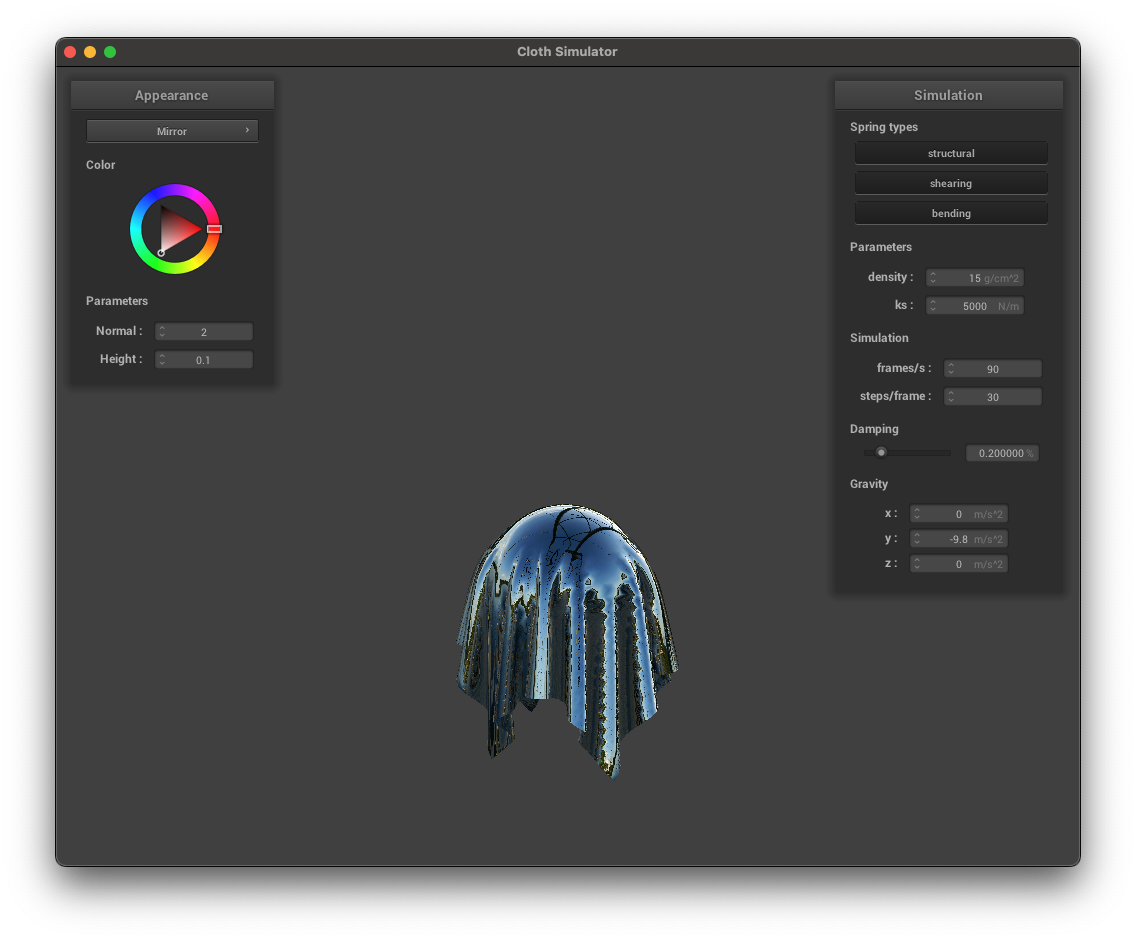 Cloth Simulator
Appearance
Mirror
Color
Parameters
Normal : 2
Height : 0.1
Simulation
Spring types
structural
shearing
bending
Parameters
density : 15 g/cm^2
ks : 5000 N/m
Simulation
frames/s : 90
steps/frame : 30
Damping
0.200000 %
Gravity
x : 0 m/s^2
y : -9.8 m/s^2
z : 0 m/s^2